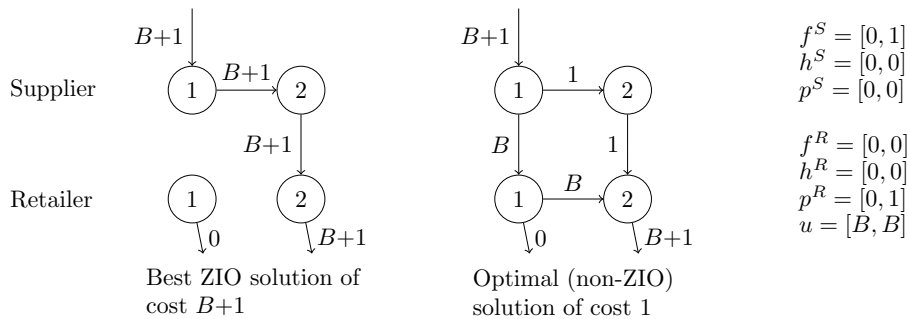 B+1
B+1
f^S = [0, 1]
h^S = [0, 0]
p^S = [0, 0]
Supplier
1
B+1
2
1
1
2
B+1
B
1
f^R = [0, 0]
h^R = [0, 0]
p^R = [0, 1]
u = [B, B]
Retailer
1
2
1
B
2
0
B+1
0
B+1
Best ZIO solution of
cost B+1
Optimal (non-ZIO)
solution of cost 1